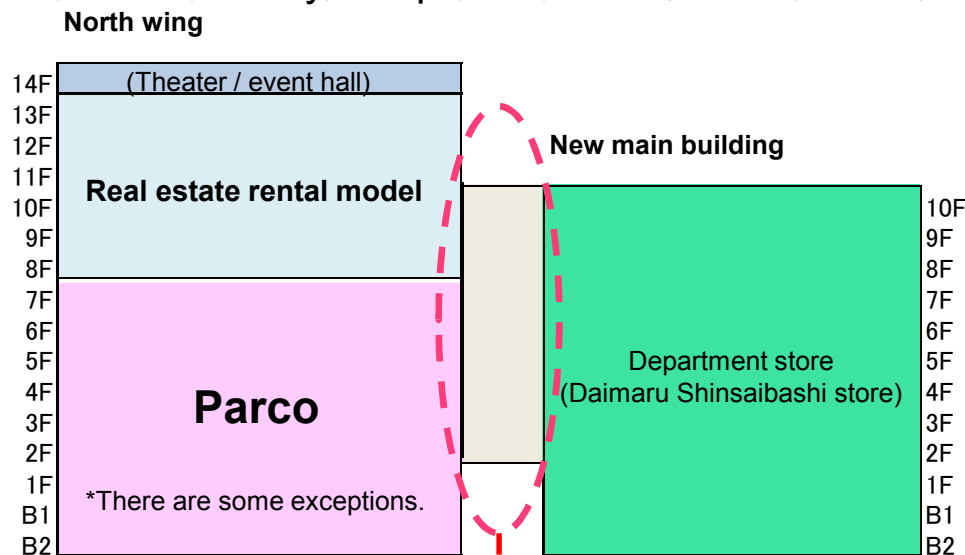 North wing
14F
13F
12F
11F
10F
9F
8F
7F
6F
5F
4F
3F
2F
1F
B1
B2
(Theater / event hall)
Real estate rental model
Parco
*There are some exceptions.
New main building
Department store
(Daimaru Shinsaibashi store)
10F
9F
8F
7F
6F
5F
4F
3F
2F
1F
B1
B2